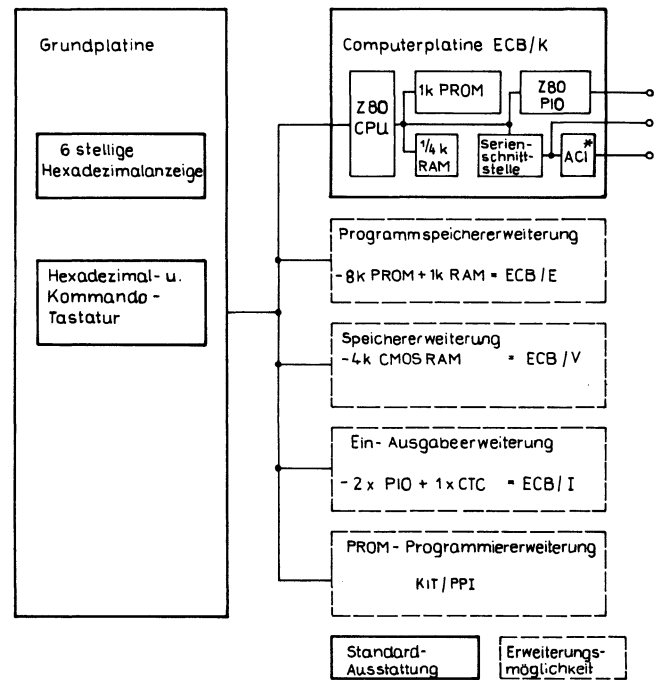 Grundplatine
6 stellige
Hexadezimalanzeige
Hexadezimal- u.
Kommando-
Tastatur
Computerplatine ECB/K
Z80
CPU
1k PROM
1/4 k
RAM
Z80
PIO
Serien-
schnitt-
stelle
ACI*
Programmspeichererweiterung
-8k PROM + 1k RAM = ECB/E
Speichererweiterung
-4k CMOS RAM = ECB/V
Ein- Ausgabeerweiterung
- 2x PIO + 1x CTC = ECB/I
PROM- Programmiererweiterung
KIT/PPI
Standard-
Ausstattung
Erweiterungs-
möglichkeit